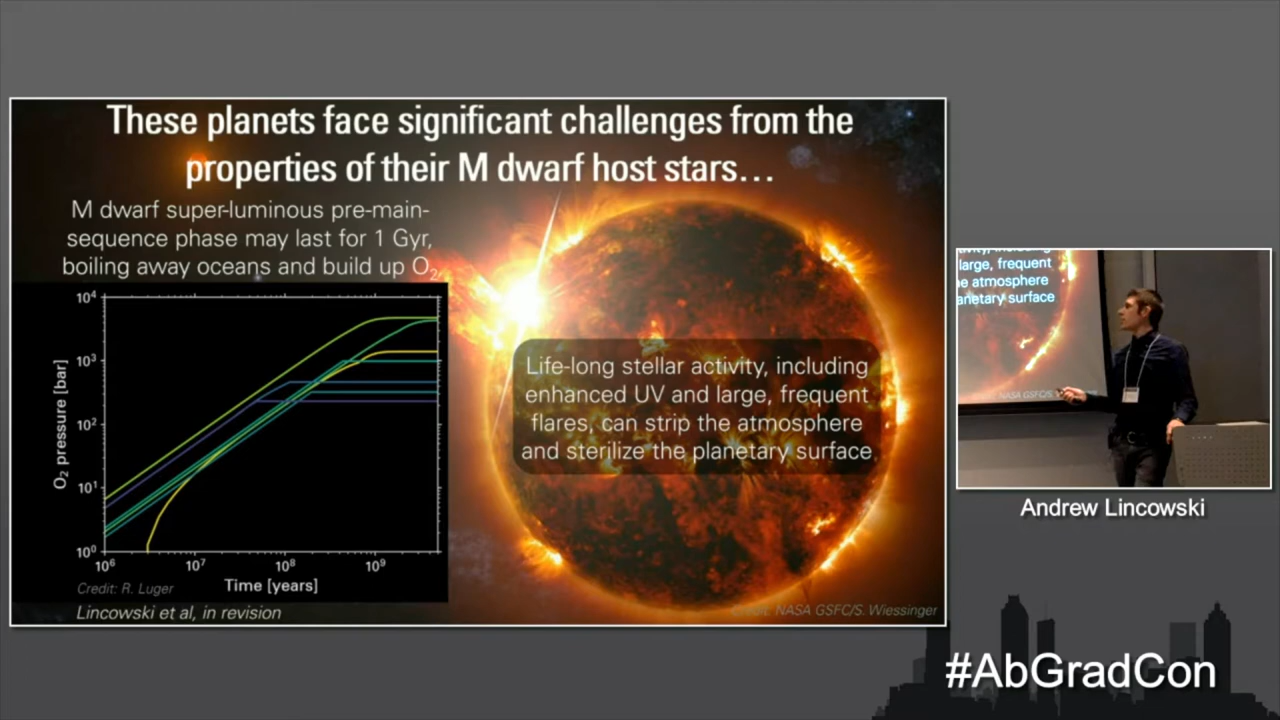 These planets face significant challenges from the
properties of their M dwarf host stars…
M dwarf super-luminous pre-main-
sequence phase may last for 1 Gyr,
boiling away oceans and build up O₂
10⁴
10³
10²
10¹
10⁰
O₂ pressure [bar]
10⁶ 10⁷ 10⁸ 10⁹
Time [years]
Credit: R. Luger
Lincowski et al, in revision
Life-long stellar activity, including
enhanced UV and large, frequent
flares, can strip the atmosphere
and sterilize the planetary surface
Credit: NASA GSFC/S. Wiessinger
large, frequent
e atmosphere
anetary surface
Andrew Lincowski
#AbGradCon